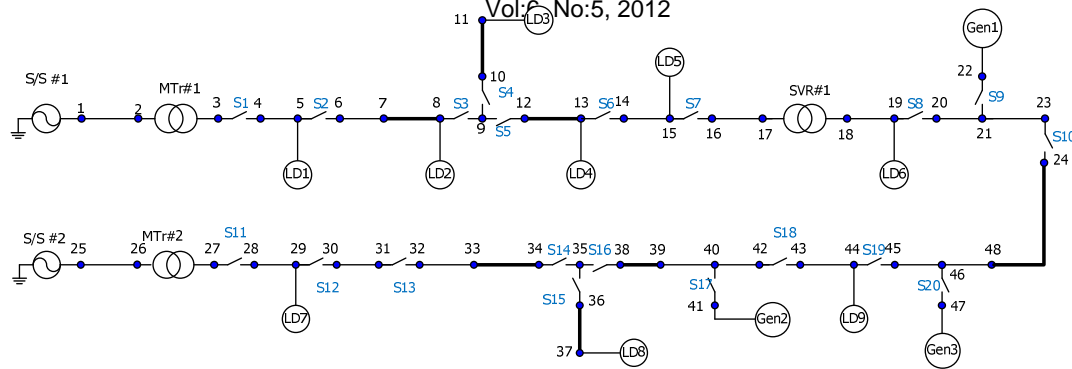 Vol:6, No:5, 2012
11 LD3
Gen1
S/S #1
MTr#1
10
LD5
22
SVR#1
S4
S9
1 2 3 S1 4 5 S2 6 7 8 S3 12 13 S6 14 S7 19 S8 20 23
9 S5 15 16 17 18 21 S10
24
LD1 LD2 LD4 LD6
S/S #2
MTr#2
S11 S18
25 26 27 28 29 30 31 32 33 34 S14 35 S16 38 39 40 42 43 44 S19 45 48
46
S12 S13 S15 36 S17 41 S20 47
LD7 Gen2 LD9
37 LD8 Gen3